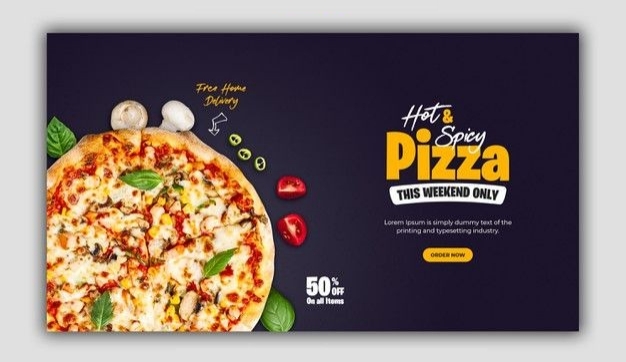 Free Home
Delivery
Hot &
Spicy
Pizza
THIS WEEKEND ONLY
Lorem Ipsum is simply dummy text of the
printing and typesetting industry.
ORDER NOW
50% OFF
On all Items